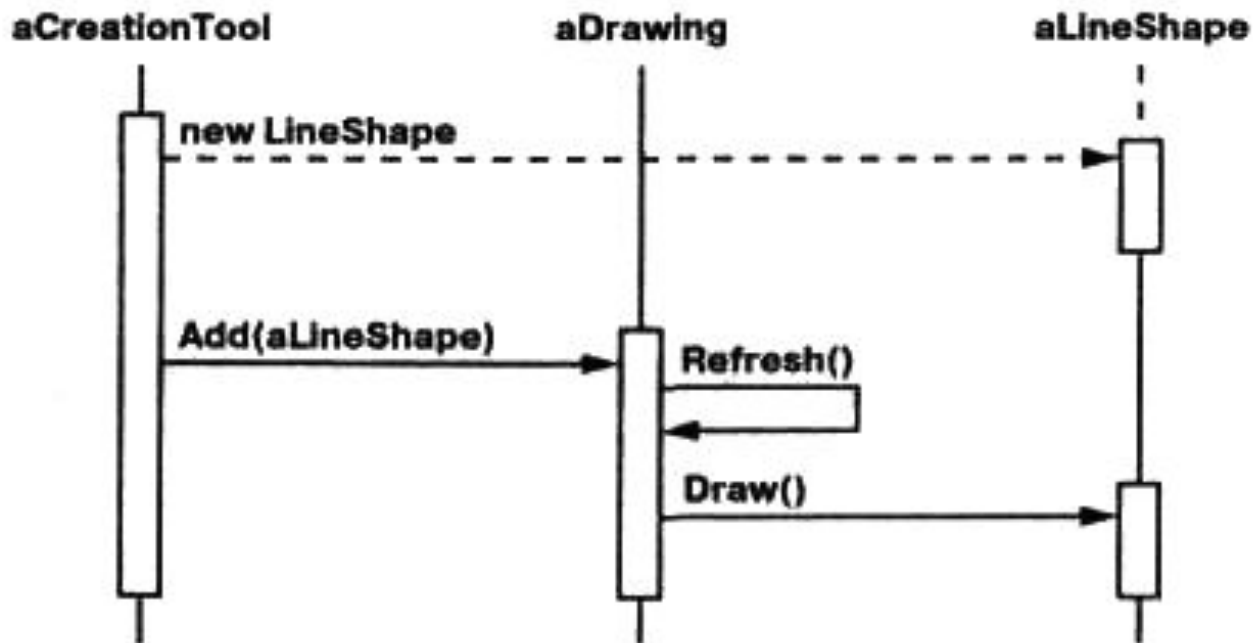 aCreationTool aDrawing aLineShape
new LineShape
Add(aLineShape)
Refresh()
Draw()